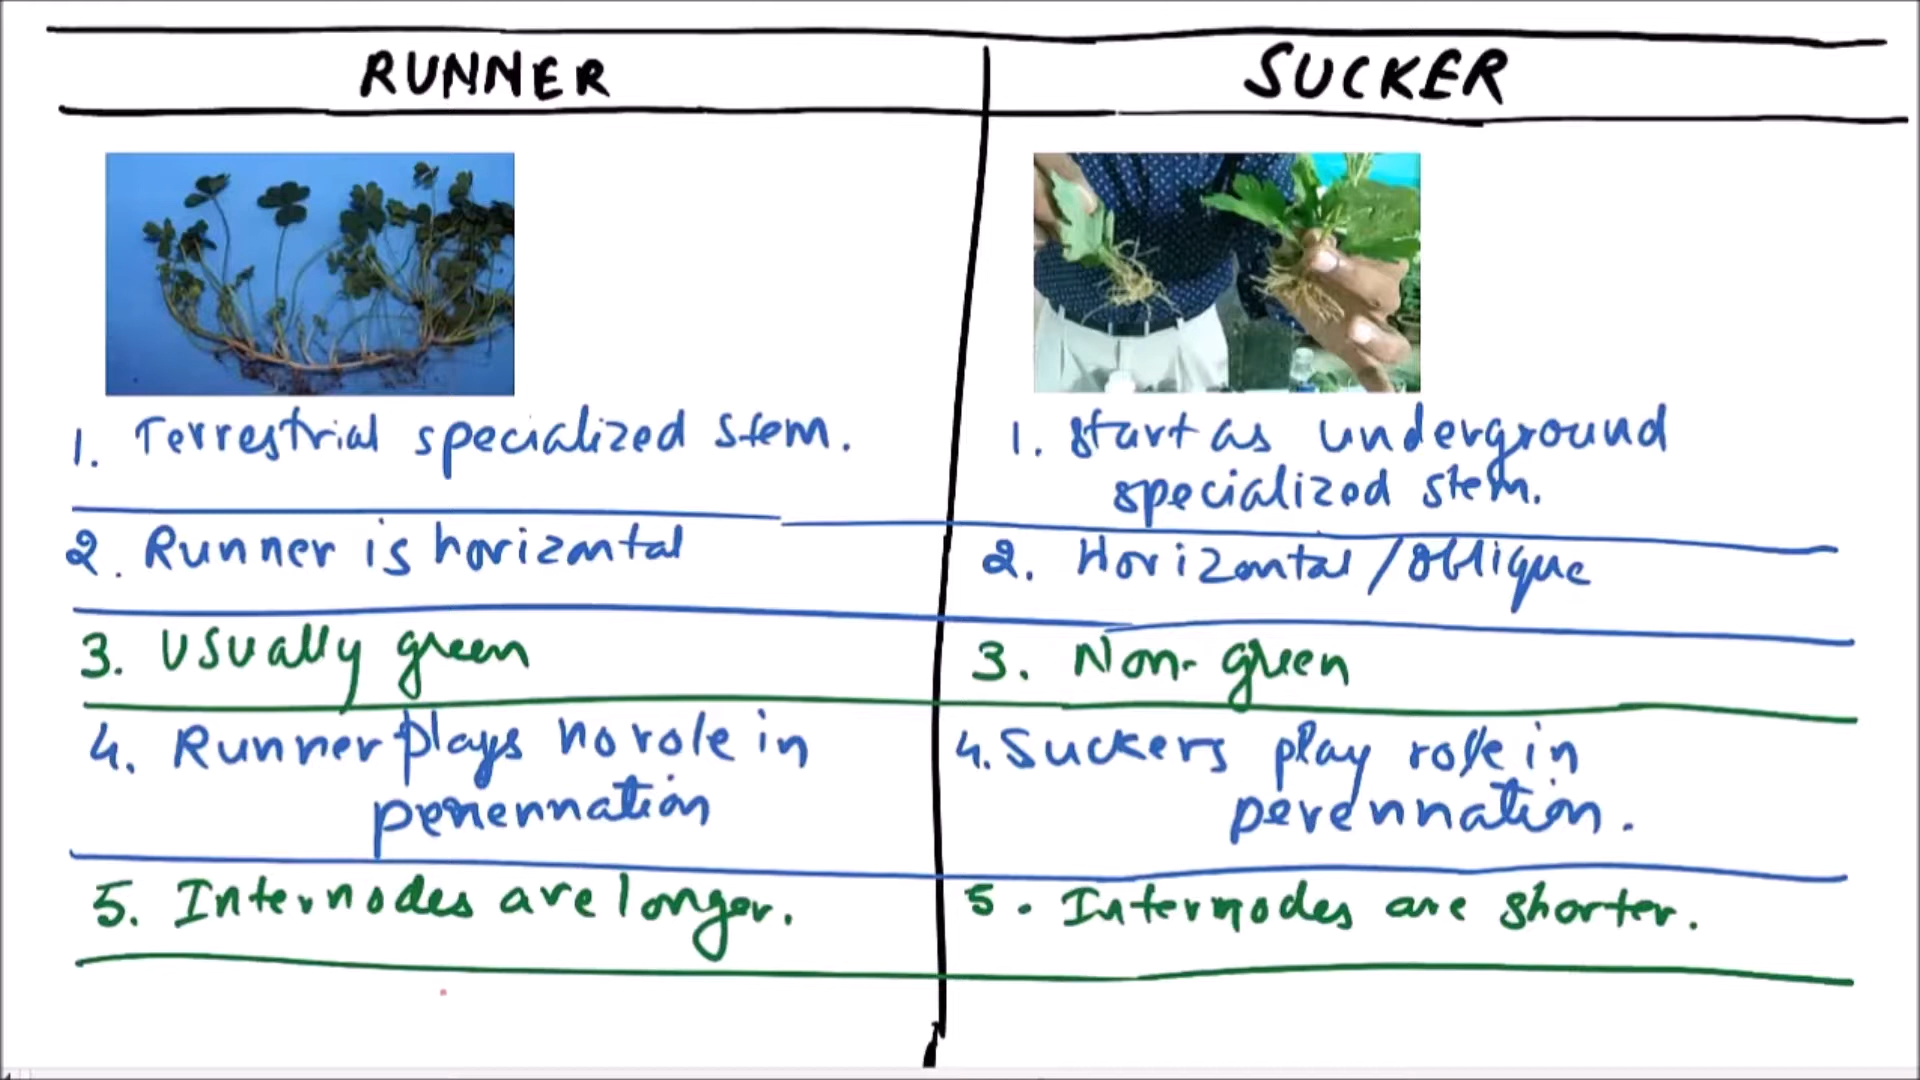 RUNNER
SUCKER
1. Terrestrial specialized stem.
1. start as underground
specialized stem.
2. Runner is horizontal
2. Horizontal/oblique
3. Usually green
3. Non-green
4. Runner plays no role in
perennation
4. Suckers play role in
perennation.
5. Internodes are longer.
5. Internodes are shorter.